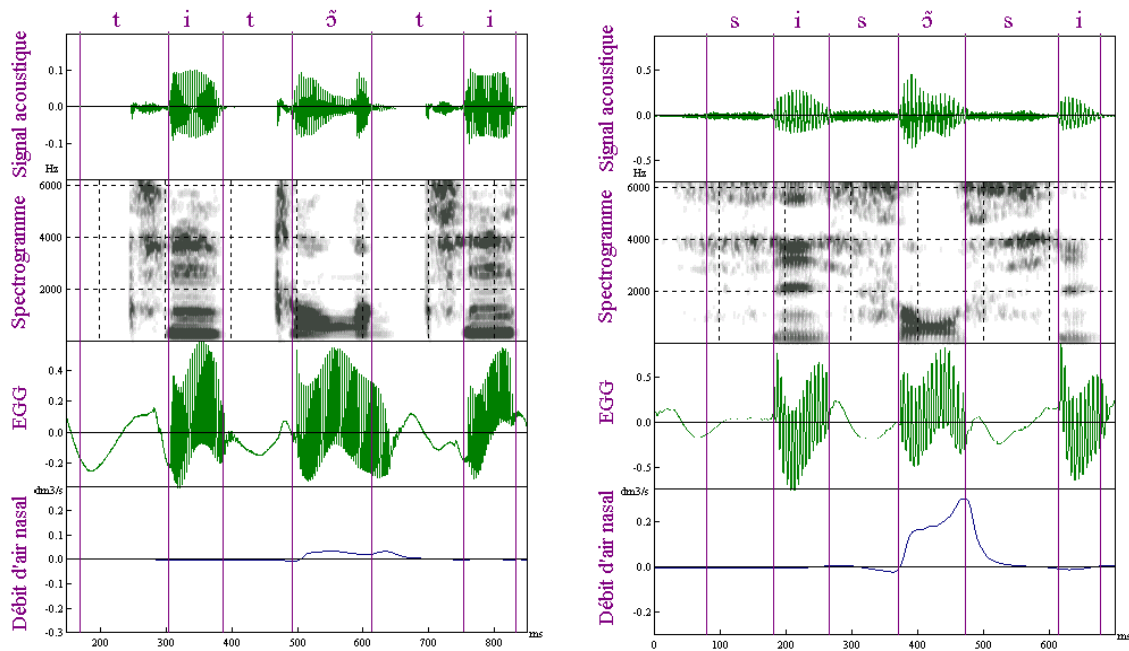 t i t ɔ̃ t i
Signal acoustique
0.1
0.0
-0.1
Hz
Spectrogramme
6000
4000
2000
EGG
0.4
0.2
0.0
-0.2
dm3/s
Débit d'air nasal
0.2
0.1
0.0
-0.1
-0.2
-0.3
200 300 400 500 600 700 800 ms
s i s ɔ̃ s i
Signal acoustique
0.5
0.0
-0.5
Hz
Spectrogramme
6000
4000
2000
EGG
0.5
0.0
-0.5
dm3/s
Débit d'air nasal
0.2
0.0
-0.2
0 100 200 300 400 500 600 ms